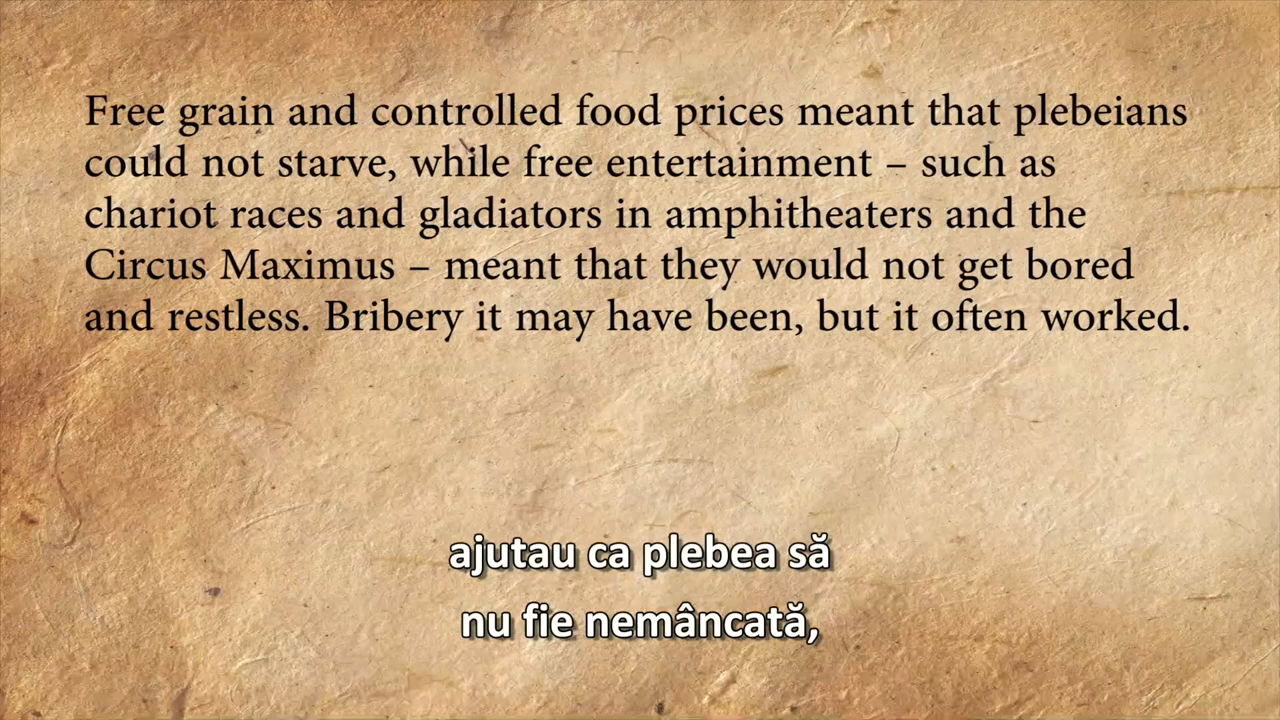 Free grain and controlled food prices meant that plebeians
could not starve, while free entertainment – such as
chariot races and gladiators in amphitheaters and the
Circus Maximus – meant that they would not get bored
and restless. Bribery it may have been, but it often worked.
ajutau ca plebea să
nu fie nemâncată,